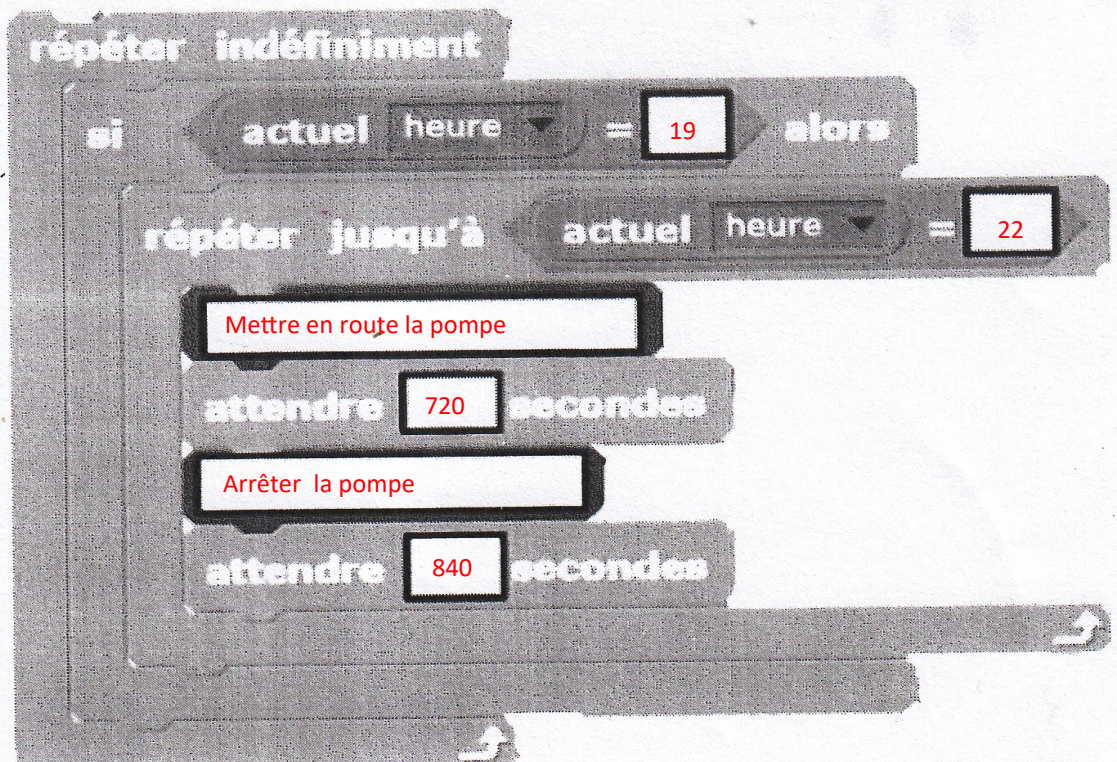 répéter indéfiniment
si actuel heure = 19 alors
répéter jusqu'à actuel heure = 22
Mettre en route la pompe
attendre 720 secondes
Arrêter la pompe
attendre 840 secondes